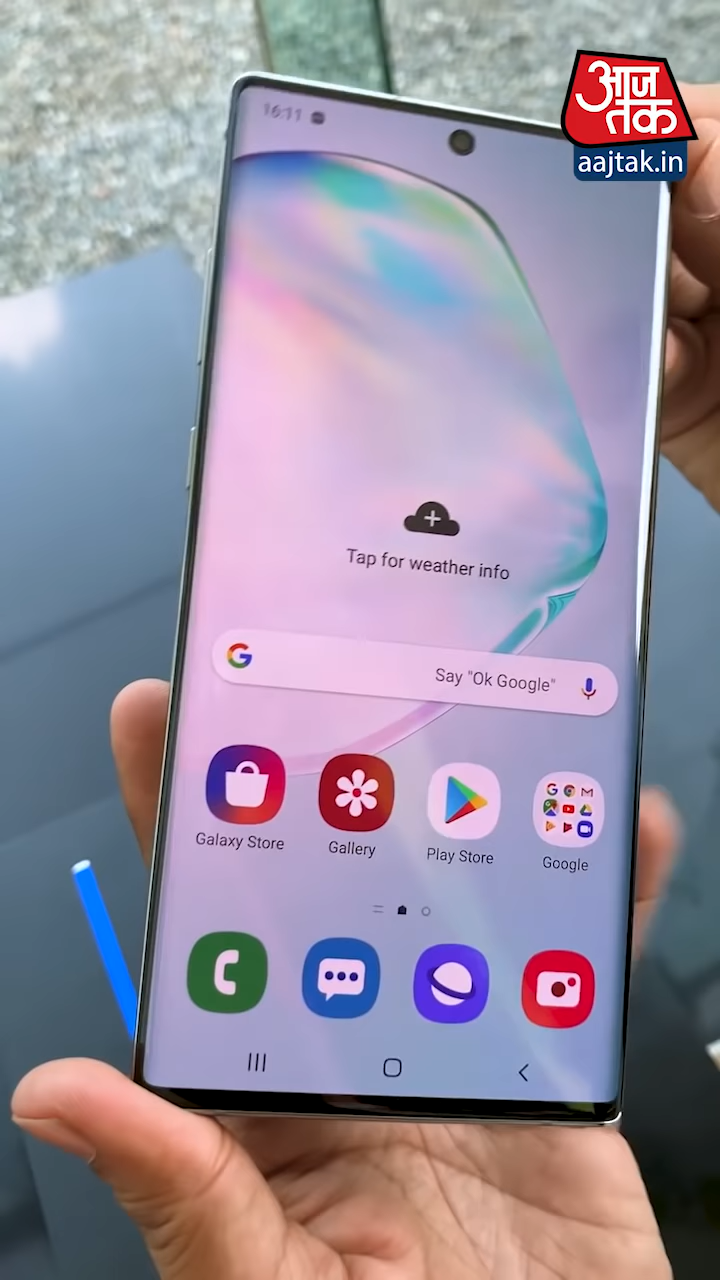 16:11
आज
तक
aajtak.in
Tap for weather info
Say "Ok Google"
Galaxy Store
Gallery
Play Store
Google